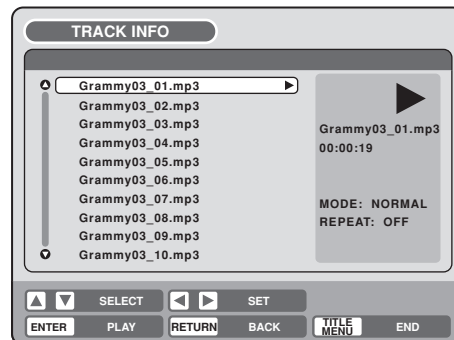 TRACK INFO
Grammy03_01.mp3
Grammy03_02.mp3
Grammy03_03.mp3
Grammy03_04.mp3
Grammy03_05.mp3
Grammy03_06.mp3
Grammy03_07.mp3
Grammy03_08.mp3
Grammy03_09.mp3
Grammy03_10.mp3
Grammy03_01.mp3
00:00:19
MODE: NORMAL
REPEAT: OFF
SELECT SET
ENTER PLAY RETURN BACK TITLE MENU END